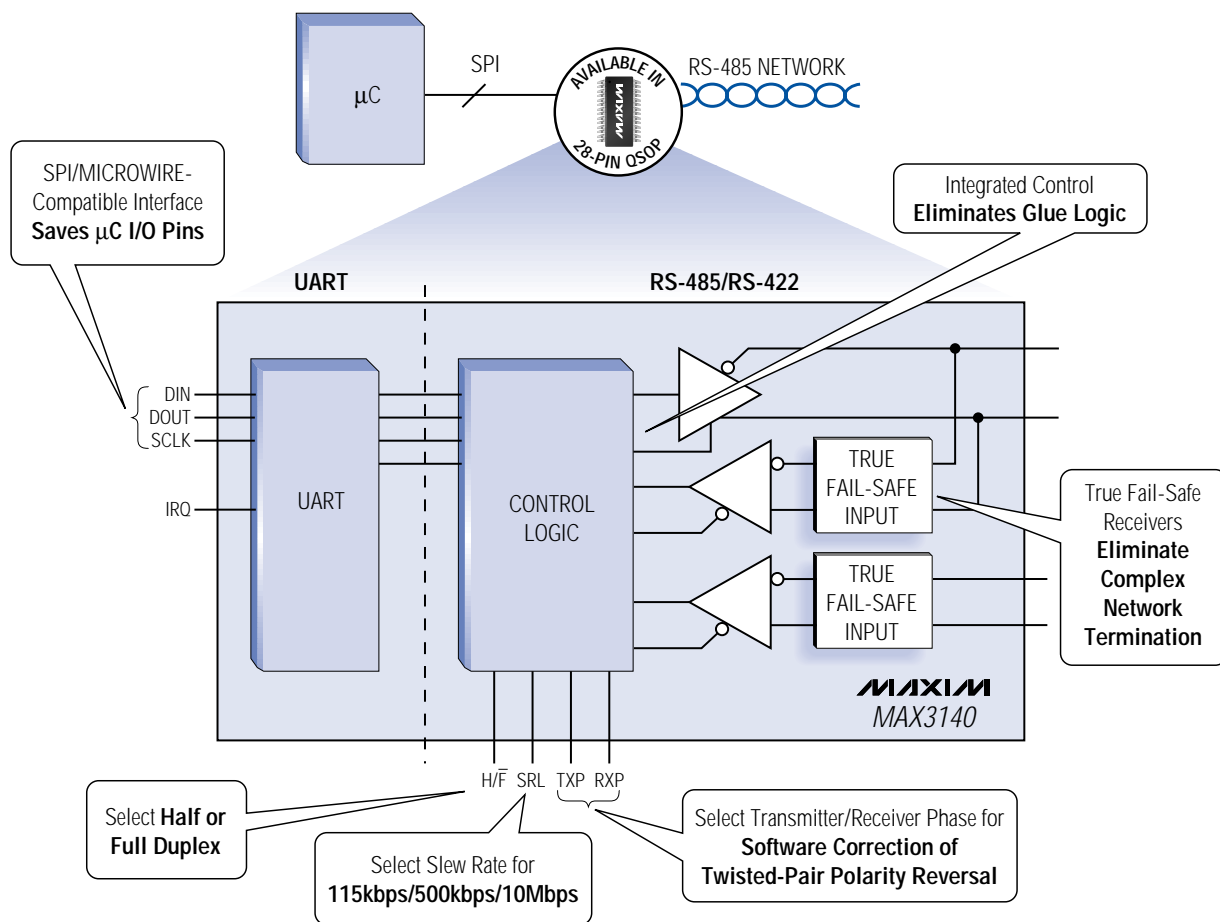 μC
SPI
AVAILABLE IN
MAXIM
28-PIN QSOP
RS-485 NETWORK
SPI/MICROWIRE-
Compatible Interface
Saves μC I/O Pins
Integrated Control
Eliminates Glue Logic
UART
RS-485/RS-422
DIN
DOUT
SCLK
IRQ
UART
CONTROL
LOGIC
TRUE
FAIL-SAFE
INPUT
TRUE
FAIL-SAFE
INPUT
True Fail-Safe
Receivers
Eliminate
Complex
Network
Termination
MAXIM
MAX3140
H/F̅ SRL TXP RXP
Select Half or
Full Duplex
Select Slew Rate for
115kbps/500kbps/10Mbps
Select Transmitter/Receiver Phase for
Software Correction of
Twisted-Pair Polarity Reversal